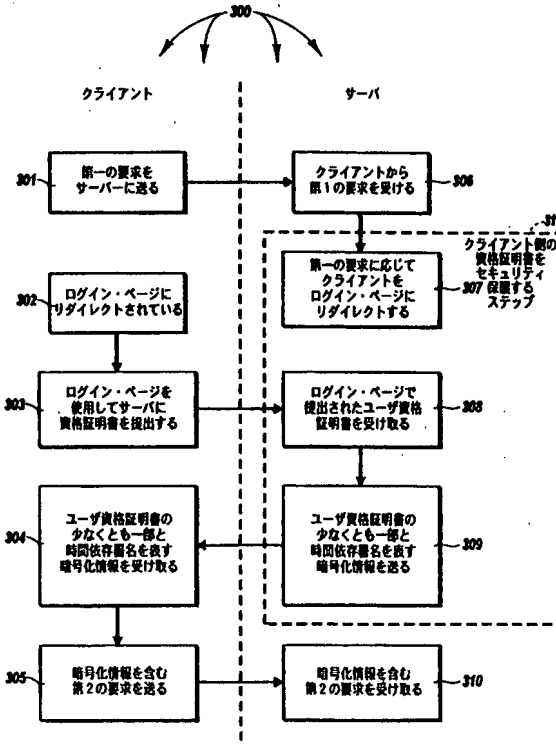 300
クライアント
サーバ
301
第一の要求を
サーバーに送る
クライアントから
第1の要求を受ける
306
31
クライアント側の
資格証明書を
セキュリティ
保護する
ステップ
302
ログイン・ページに
リダイレクトされている
第一の要求に応じて
クライアントを
ログイン・ページに
リダイレクトする
307
303
ログイン・ページを
使用してサーバに
資格証明書を提出する
ログイン・ページで
提出されたユーザ資格
証明書を受け取る
308
304
ユーザ資格証明書の
少なくとも一部と
時間依存署名を表す
暗号化情報を受け取る
ユーザ資格証明書の
少なくとも一部と
時間依存署名を表す
暗号化情報を送る
309
305
暗号化情報を含む
第2の要求を送る
暗号化情報を含む
第2の要求を受け取る
310